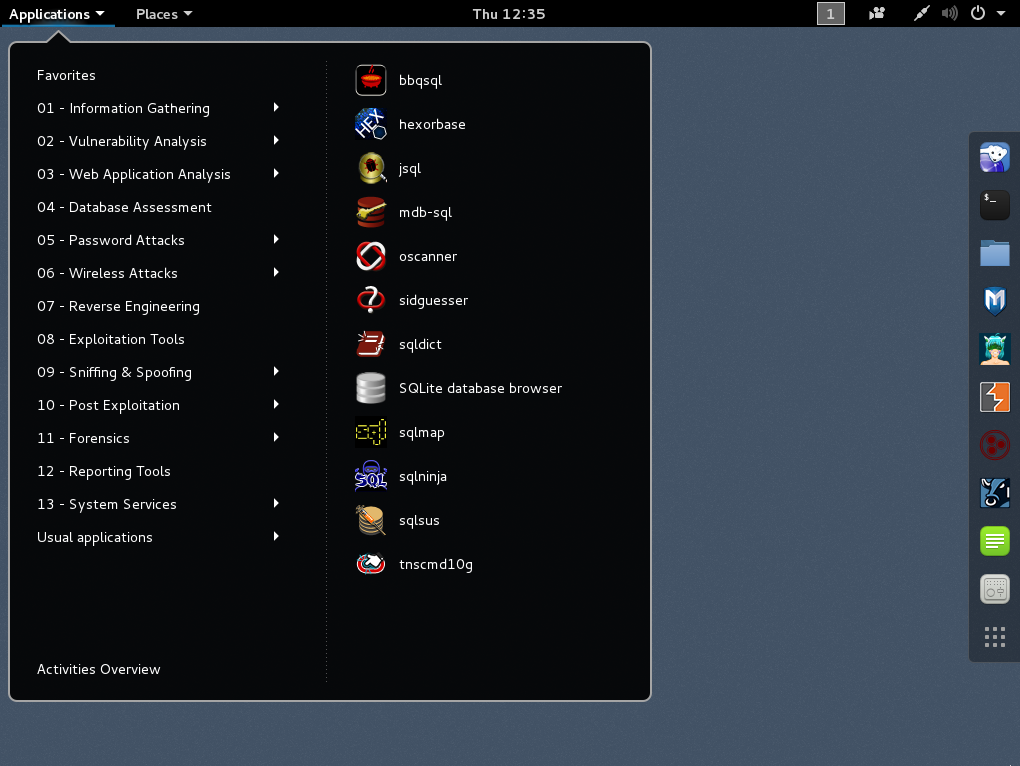 Applications Places Thu 12:35 1
Favorites
01 - Information Gathering
02 - Vulnerability Analysis
03 - Web Application Analysis
04 - Database Assessment
05 - Password Attacks
06 - Wireless Attacks
07 - Reverse Engineering
08 - Exploitation Tools
09 - Sniffing & Spoofing
10 - Post Exploitation
11 - Forensics
12 - Reporting Tools
13 - System Services
Usual applications
Activities Overview
bbqsql
HEX
hexorbase
jsql
mdb-sql
oscanner
?
sidguesser
sqldict
SQLite database browser
sql
sqlmap
SQL
sqlninja
sqlsus
tnscmd10g
$_
M